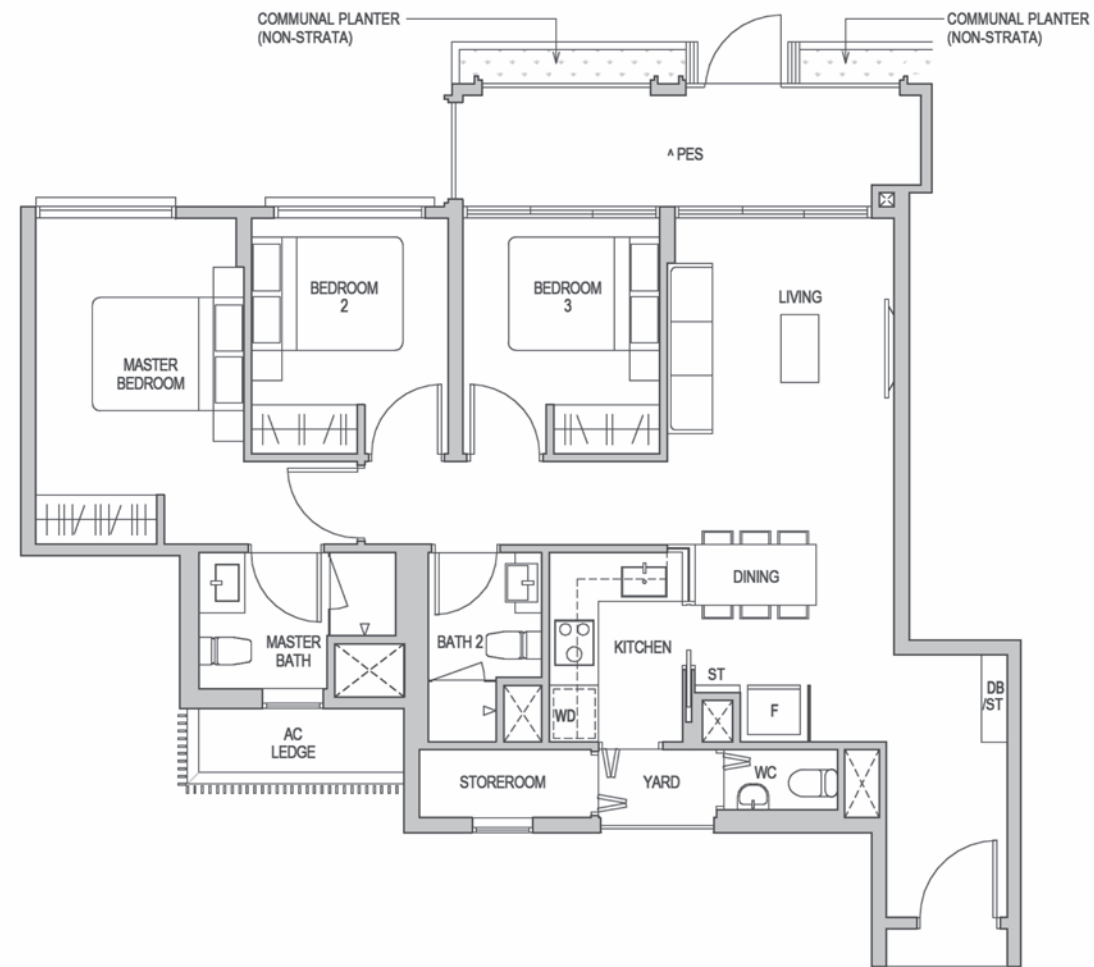 COMMUNAL PLANTER
(NON-STRATA)
COMMUNAL PLANTER
(NON-STRATA)
^ PES
BEDROOM
2
BEDROOM
3
LIVING
MASTER
BEDROOM
DINING
MASTER
BATH
BATH 2
KITCHEN
ST
DB
/ST
WD
F
AC
LEDGE
STOREROOM
YARD
WC